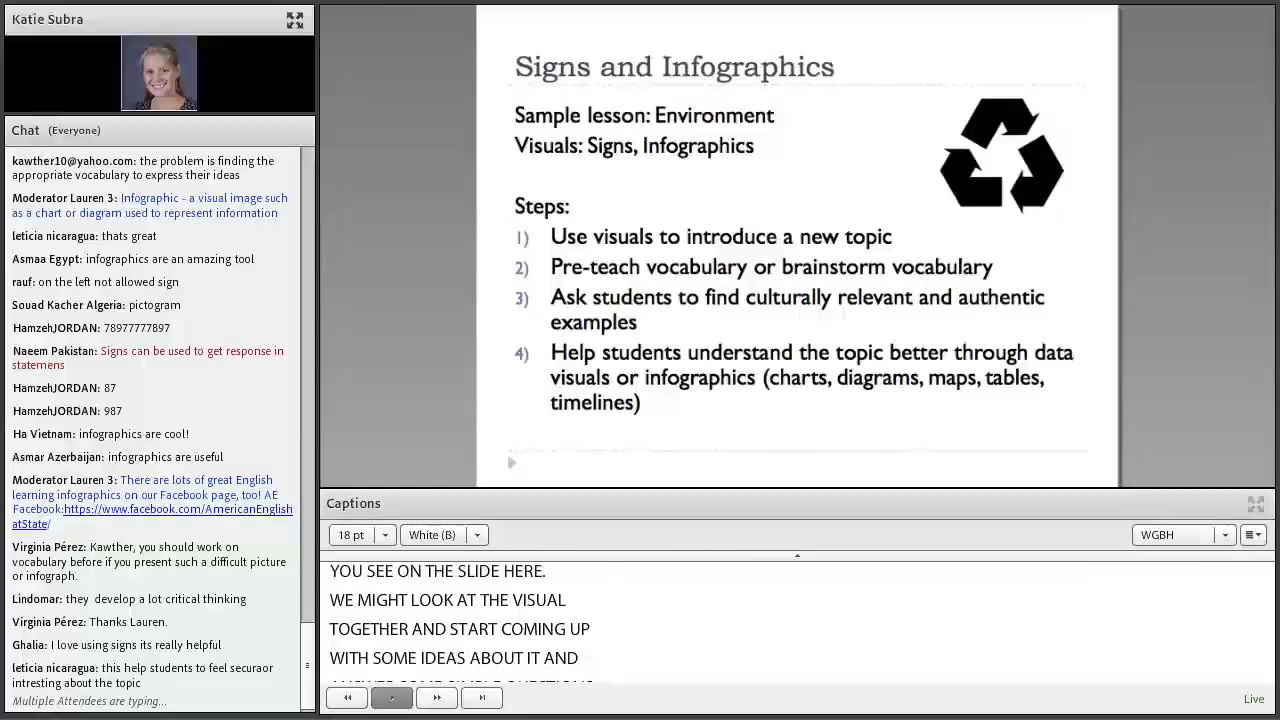 Katie Subra
Chat (Everyone)
kawther10@yahoo.com: the problem is finding the
appropriate vocabulary to express their ideas
Moderator Lauren 3: Infographic - a visual image such
as a chart or diagram used to represent information
leticia nicaragua: thats great
Asmaa Egypt: infographics are an amazing tool
rauf: on the left not allowed sign
Souad Kacher Algeria: pictogram
HamzehJORDAN: 78977777897
Naeem Pakistan: Signs can be used to get response in
statemens
HamzehJORDAN: 87
HamzehJORDAN: 987
Ha Vietnam: infographics are cool!
Asmar Azerbaijan: infographics are useful
Moderator Lauren 3: There are lots of great English
learning infographics on our Facebook page, too! AE
Facebook:https://www.facebook.com/AmericanEnglish
atState/
Virginia Pérez: Kawther, you should work on
vocabulary before if you present such a difficult picture
or infograph.
Lindomar: they develop a lot critical thinking
Virginia Pérez: Thanks Lauren.
Ghalia: I love using signs its really helpful
leticia nicaragua: this help students to feel securaor
intresting about the topic
Multiple Attendees are typing...
Signs and Infographics
Sample lesson: Environment
Visuals: Signs, Infographics
Steps:
1) Use visuals to introduce a new topic
2) Pre-teach vocabulary or brainstorm vocabulary
3) Ask students to find culturally relevant and authentic
examples
4) Help students understand the topic better through data
visuals or infographics (charts, diagrams, maps, tables,
timelines)
Captions
18 pt
White (B)
WGBH
YOU SEE ON THE SLIDE HERE.
WE MIGHT LOOK AT THE VISUAL
TOGETHER AND START COMING UP
WITH SOME IDEAS ABOUT IT AND
Live